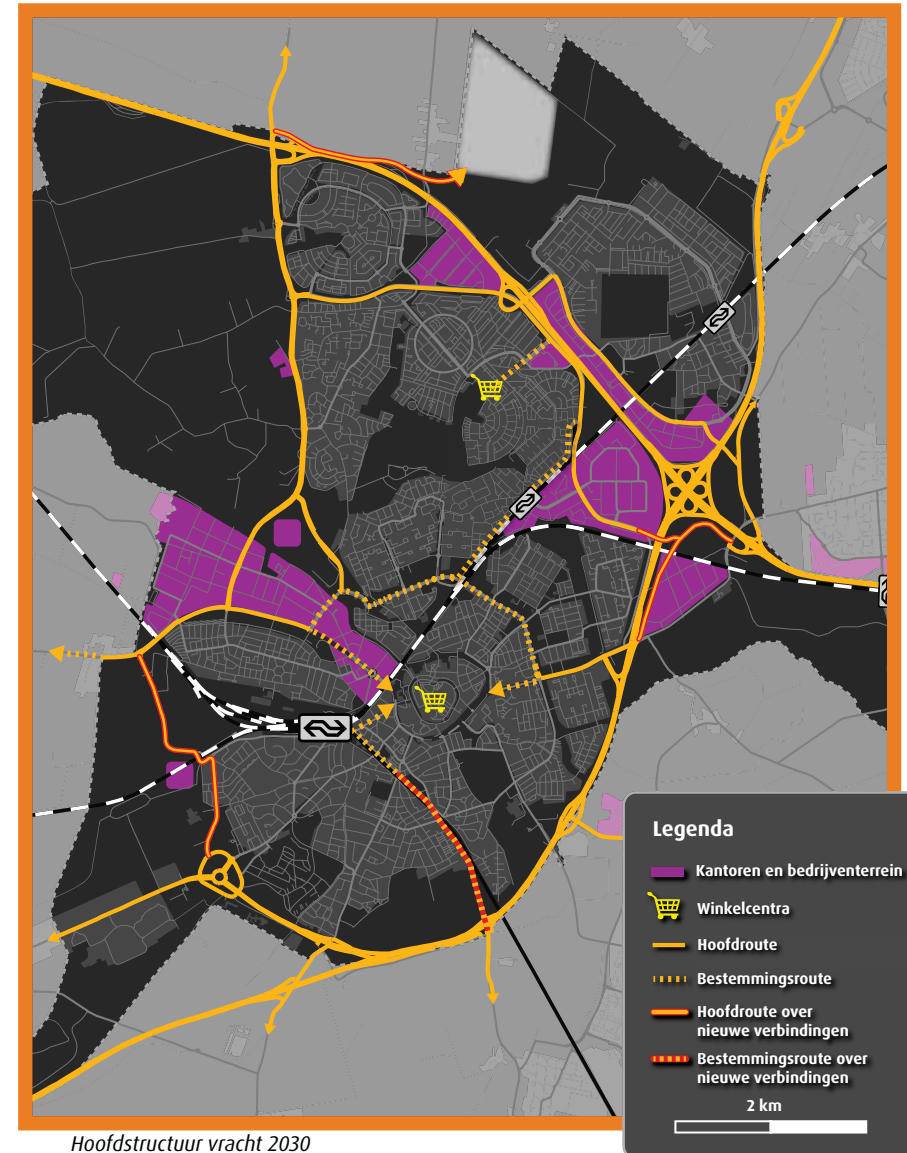 Legenda
Kantoren en bedrijventerrein
Winkelcentra
Hoofdroute
Bestemmingsroute
Hoofdroute over
nieuwe verbindingen
Bestemmingsroute over
nieuwe verbindingen
2 km
Hoofdstructuur vracht 2030